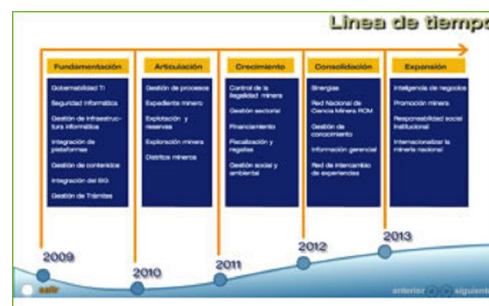 Línea de tiempo
Fundamentación
Gobernabilidad TI
Seguridad informática
Gestión de infraestruc-
tura informática
Integración de
plataformas
Gestión de contenidos
Integración del SIG
Gestión de Trámites
Articulación
Gestión de procesos
Expediente minero
Explotación y
reservas
Exploración minera
Distritos mineros
Crecimiento
Control de la
ilegalidad minera
Gestión sectorial
Financiamiento
Fiscalización y
regalías
Gestión social y
ambiental
Consolidación
Sinergias
Red Nacional de
Ciencia Minera RCM
Gestión de
conocimiento
Información gerencial
Red de intercambio
de experiencias
Expansión
Inteligencia de negocios
Promoción minera
Responsabilidad social
institucional
Internacionalizar la
minería nacional
2009
2010
2011
2012
2013
salir
anterior
siguiente